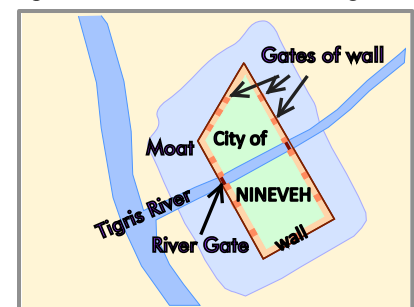 Gates of wall
City of
Moat
NINEVEH
Tigris River
River Gate
wall